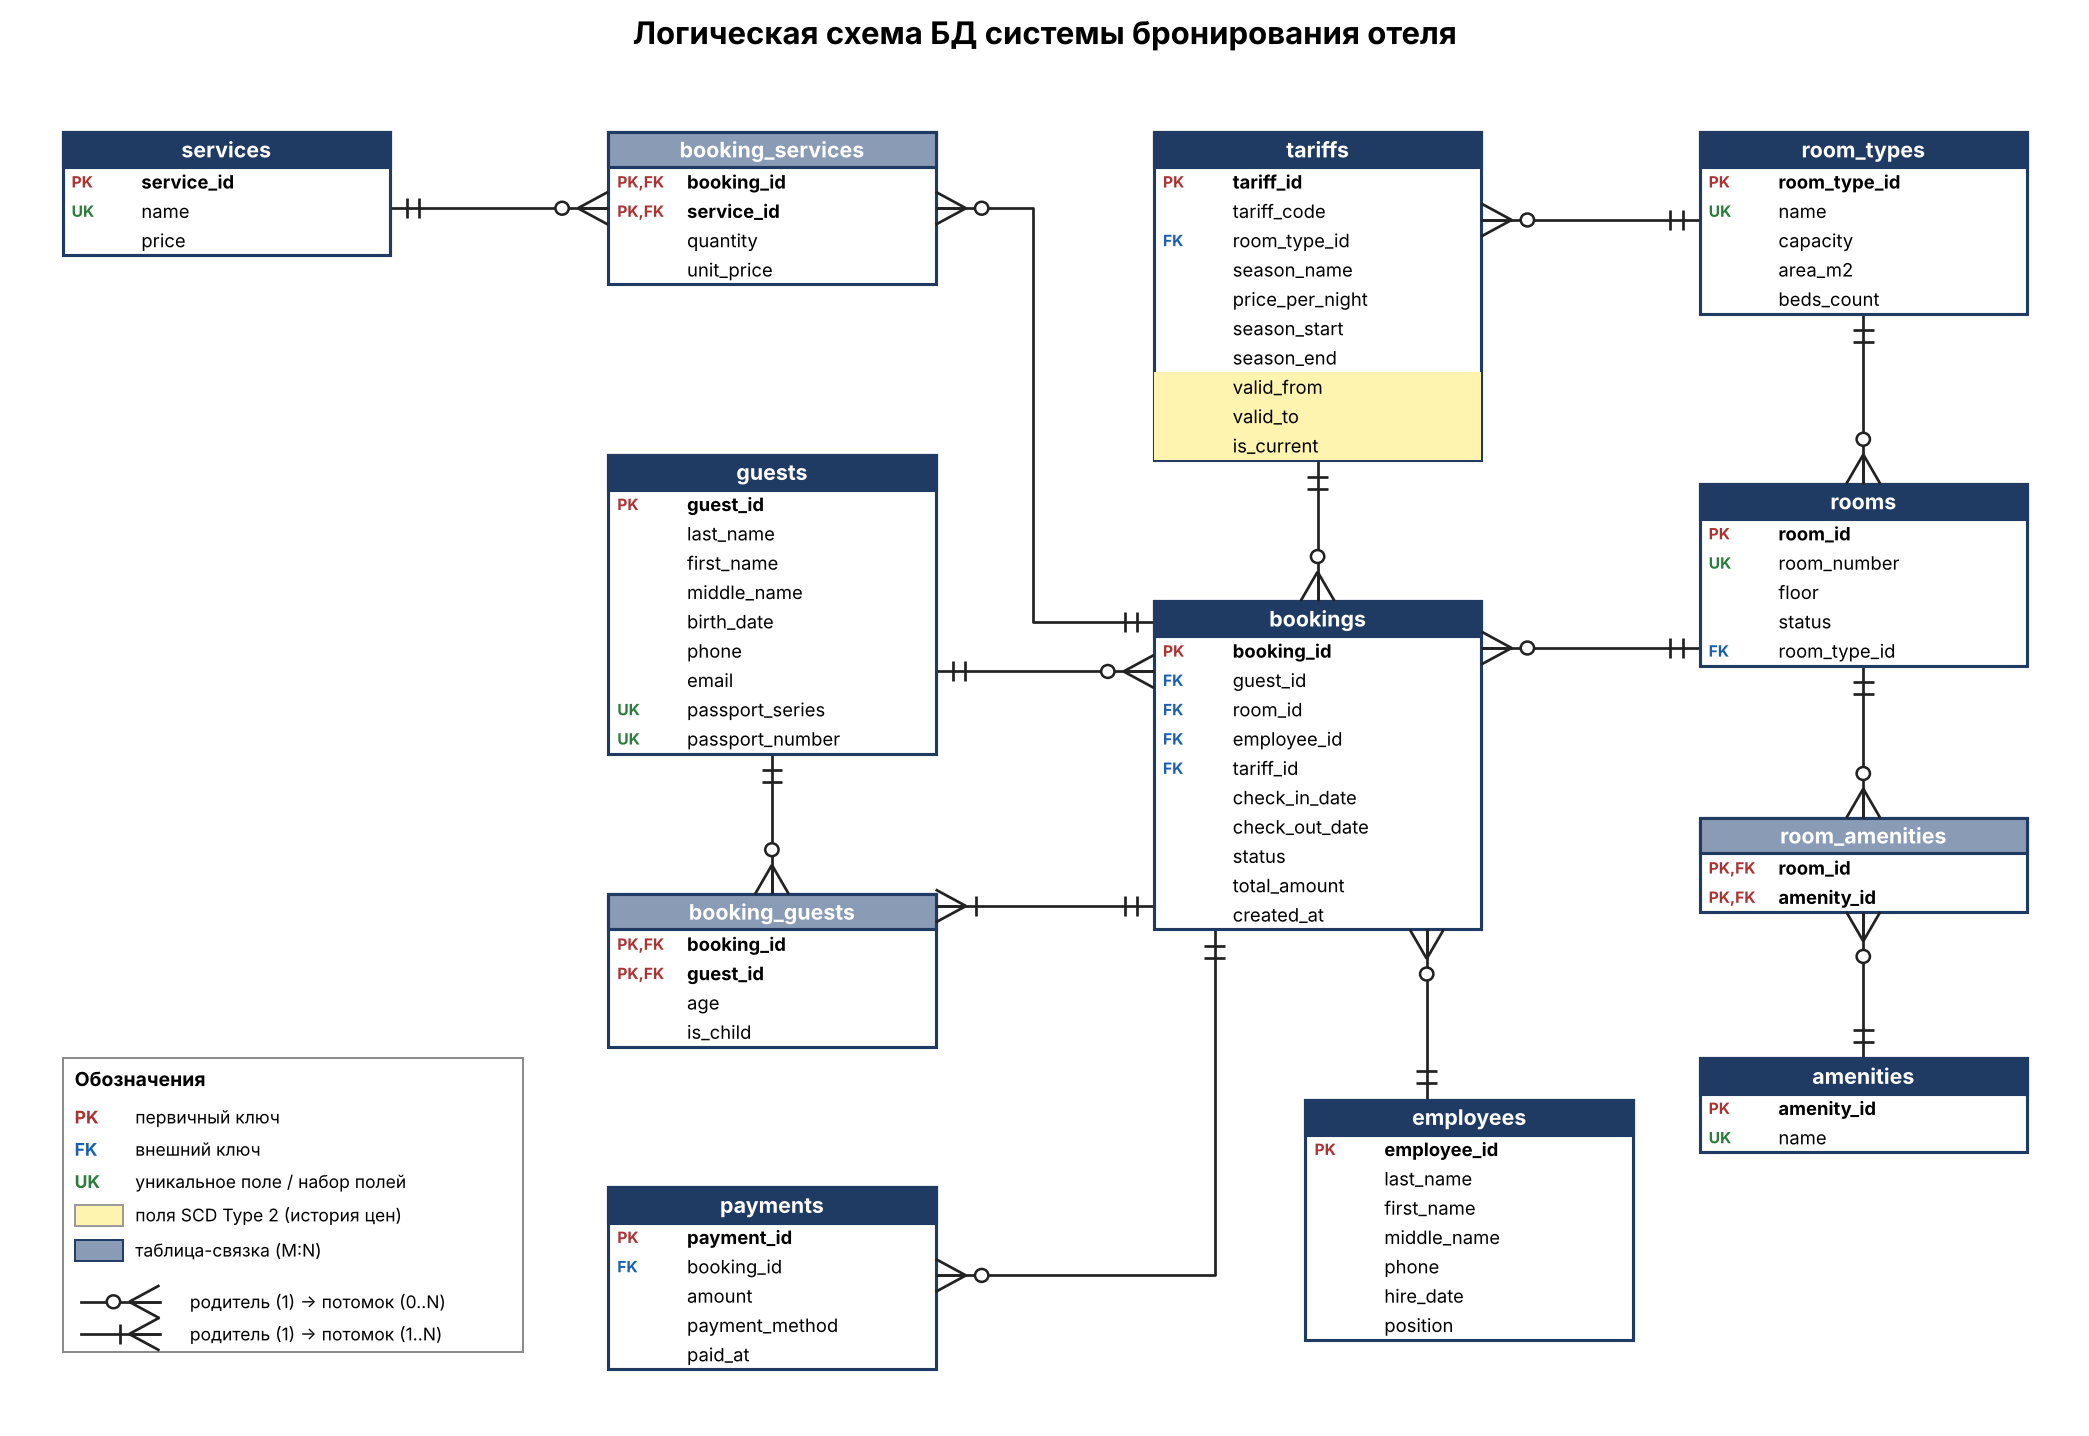 Логическая схема БД системы бронирования отеля
services
PK service_id
UK name
price
booking_services
PK,FK booking_id
PK,FK service_id
quantity
unit_price
tariffs
PK tariff_id
tariff_code
FK room_type_id
season_name
price_per_night
season_start
season_end
valid_from
valid_to
is_current
room_types
PK room_type_id
UK name
capacity
area_m2
beds_count
guests
PK guest_id
last_name
first_name
middle_name
birth_date
phone
email
UK passport_series
UK passport_number
bookings
PK booking_id
FK guest_id
FK room_id
FK employee_id
FK tariff_id
check_in_date
check_out_date
status
total_amount
created_at
rooms
PK room_id
UK room_number
floor
status
FK room_type_id
booking_guests
PK,FK booking_id
PK,FK guest_id
age
is_child
room_amenities
PK,FK room_id
PK,FK amenity_id
amenities
PK amenity_id
UK name
employees
PK employee_id
last_name
first_name
middle_name
phone
hire_date
position
payments
PK payment_id
FK booking_id
amount
payment_method
paid_at
Обозначения
PK первичный ключ
FK внешний ключ
UK уникальное поле / набор полей
поля SCD Type 2 (история цен)
таблица-связка (M:N)
родитель (1) → потомок (0..N)
родитель (1) → потомок (1..N)